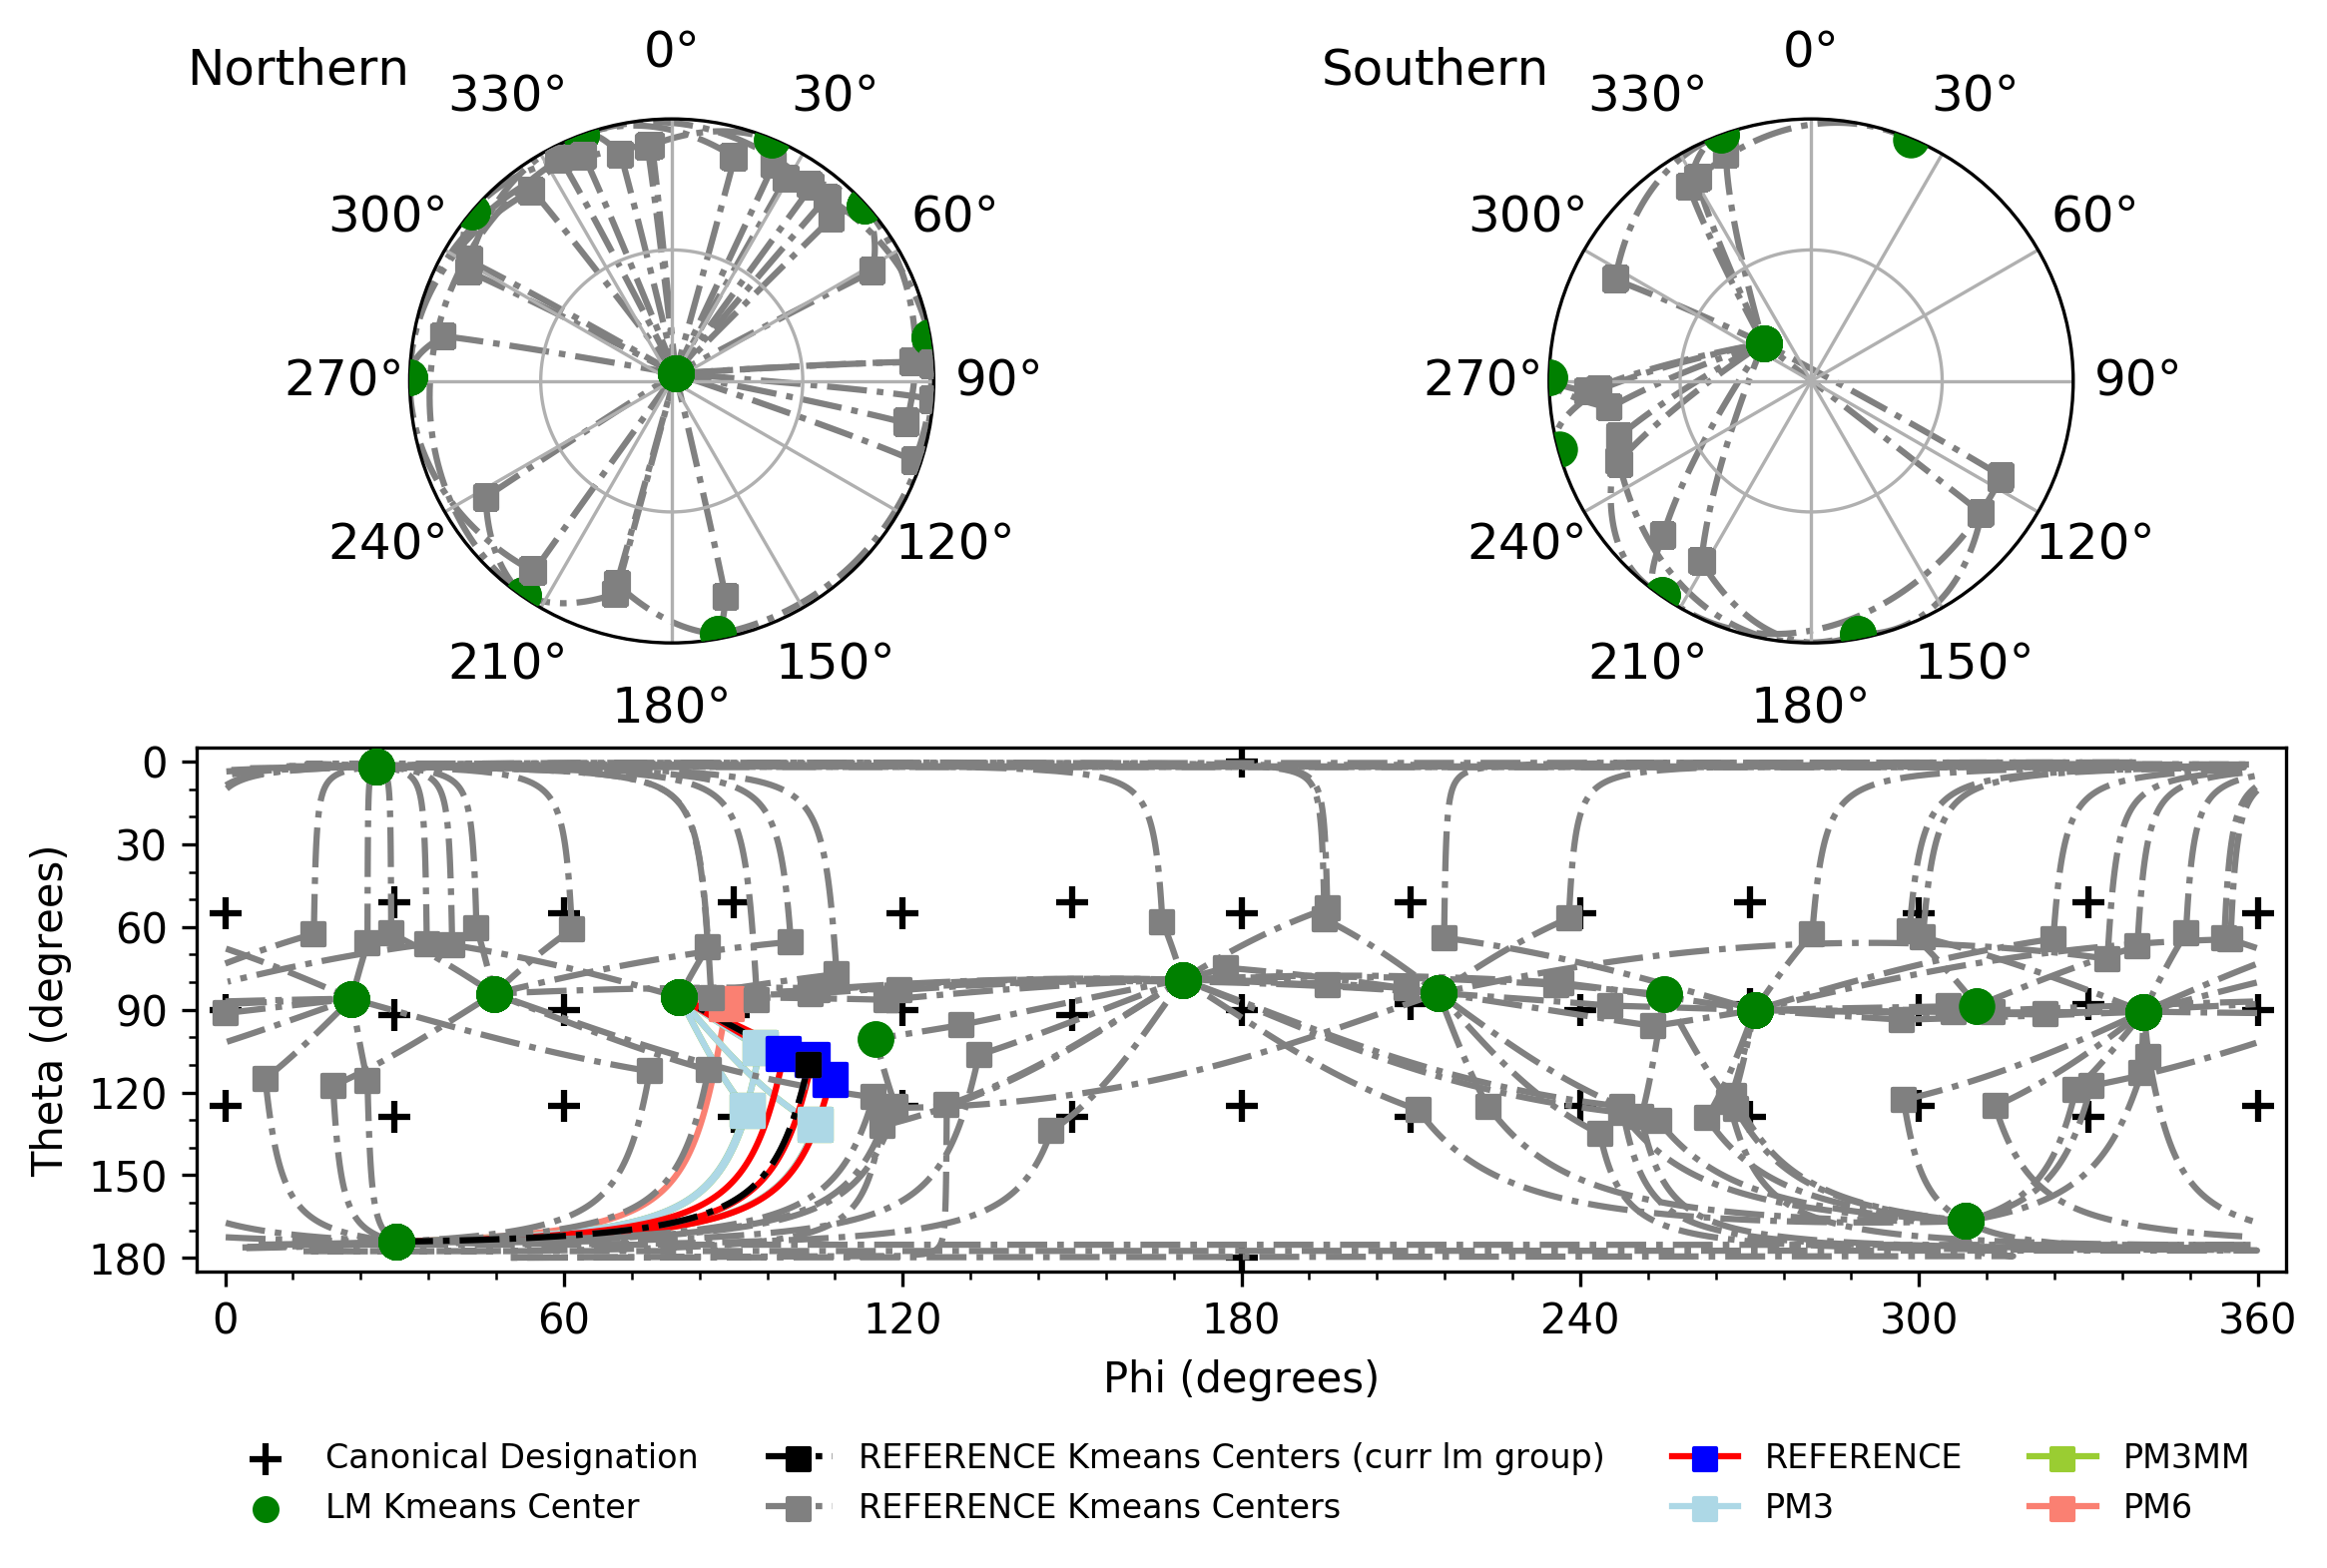 Northern
0°
30°
60°
90°
120°
150°
180°
210°
240°
270°
300°
330°
Southern
0°
30°
60°
90°
120°
150°
180°
210°
240°
270°
300°
330°
Theta (degrees)
0
30
60
90
120
150
180
0 60 120 180 240 300 360
Phi (degrees)
Canonical Designation
LM Kmeans Center
REFERENCE Kmeans Centers (curr lm group)
REFERENCE Kmeans Centers
REFERENCE
PM3
PM3MM
PM6